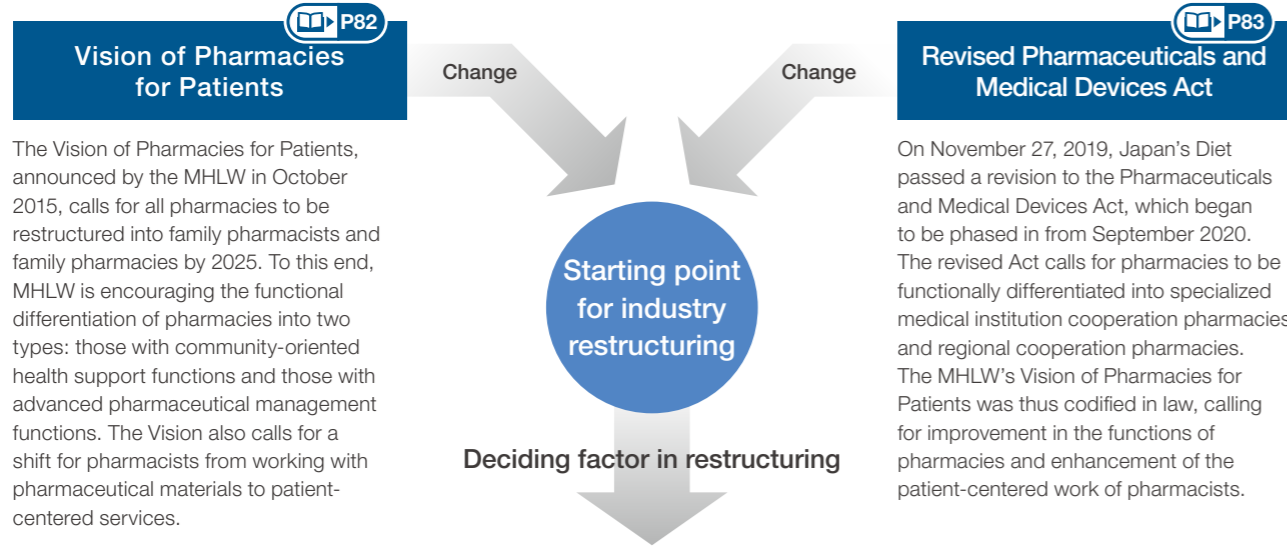 P82
Vision of Pharmacies
for Patients
The Vision of Pharmacies for Patients,
announced by the MHLW in October
2015, calls for all pharmacies to be
restructured into family pharmacists and
family pharmacies by 2025. To this end,
MHLW is encouraging the functional
differentiation of pharmacies into two
types: those with community-oriented
health support functions and those with
advanced pharmaceutical management
functions. The Vision also calls for a
shift for pharmacists from working with
pharmaceutical materials to patient-
centered services.
Change
Change
Starting point
for industry
restructuring
Deciding factor in restructuring
P83
Revised Pharmaceuticals and
Medical Devices Act
On November 27, 2019, Japan's Diet
passed a revision to the Pharmaceuticals
and Medical Devices Act, which began
to be phased in from September 2020.
The revised Act calls for pharmacies to be
functionally differentiated into specialized
medical institution cooperation pharmacies
and regional cooperation pharmacies.
The MHLW's Vision of Pharmacies for
Patients was thus codified in law, calling
for improvement in the functions of
pharmacies and enhancement of the
patient-centered work of pharmacists.